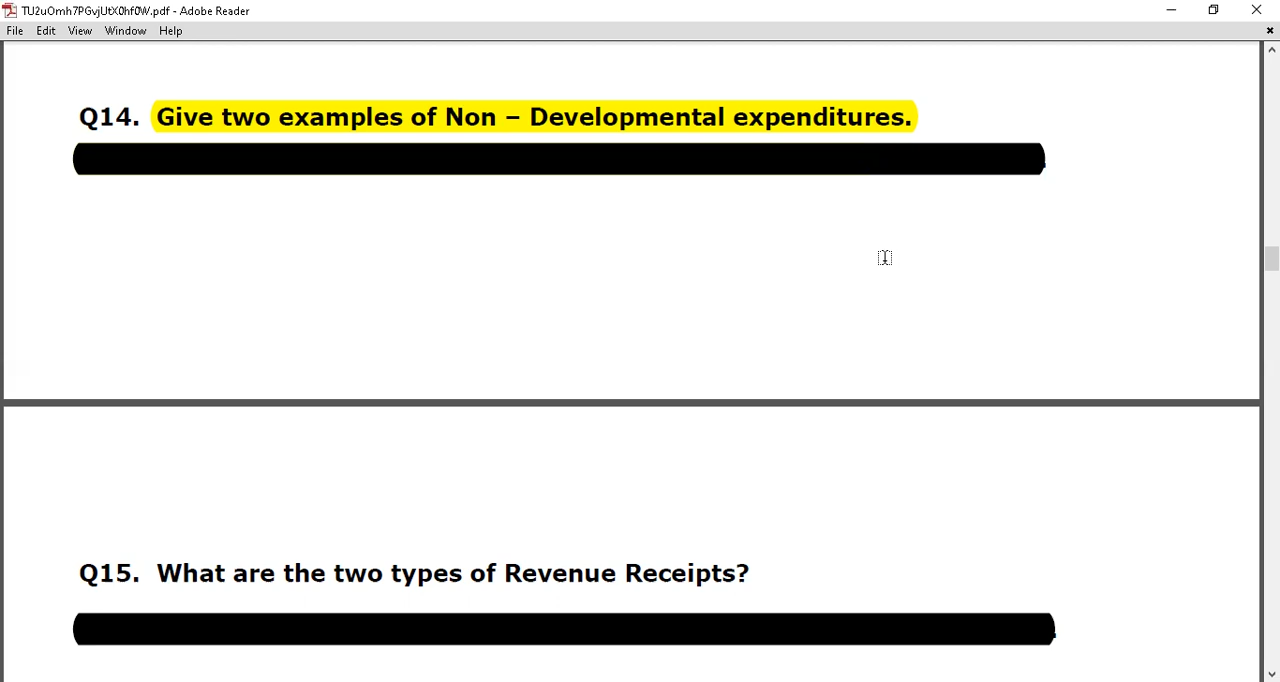 TU2uOmh7PGvjUtX0hf0W.pdf - Adobe Reader
File Edit View Window Help
Q14. Give two examples of Non – Developmental expenditures.
Q15. What are the two types of Revenue Receipts?